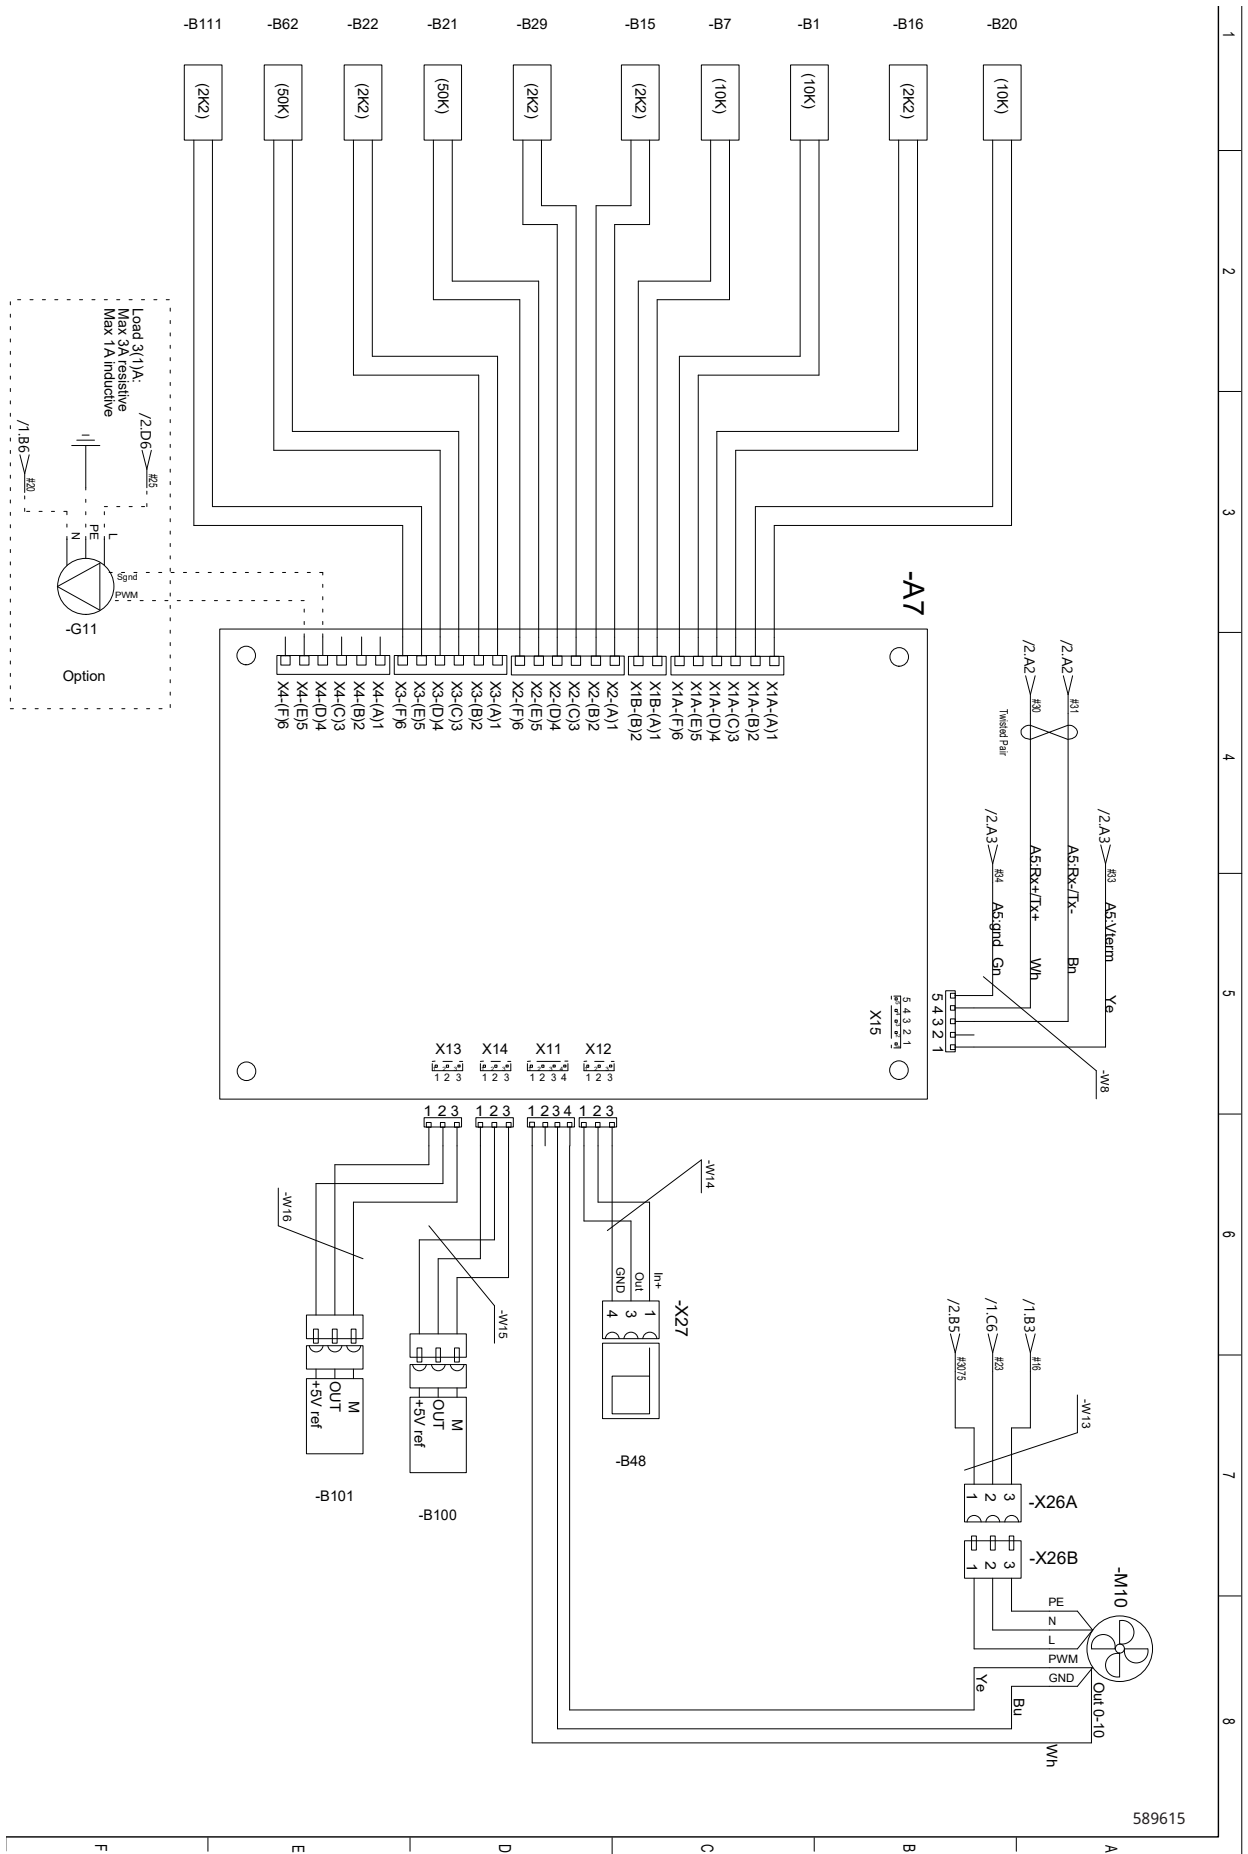 -B111 -B62 -B22 -B21 -B29 -B15 -B7 -B1 -B16 -B20
(2K2) (50K) (2K2) (50K) (2K2) (2K2) (10K) (10K) (2K2) (10K)
1
2
3
4
5
6
7
8
Load 3(1)A:
Max 3A resistive
Max 1A inductive
/2.D6
#25
/1.B6
#20
N
PE
L
Sgnd
PWM
-G11
Option
-A7
X4-(F)6
X4-(E)5
X4-(D)4
X4-(C)3
X4-(B)2
X4-(A)1
X3-(F)6
X3-(E)5
X3-(D)4
X3-(C)3
X3-(B)2
X3-(A)1
X2-(F)6
X2-(E)5
X2-(D)4
X2-(C)3
X2-(B)2
X2-(A)1
X1B-(B)2
X1B-(A)1
X1A-(F)6
X1A-(E)5
X1A-(D)4
X1A-(C)3
X1A-(B)2
X1A-(A)1
/2.A2
#30
/2.A2
#31
Twisted Pair
/2.A3
#34
/2.A3
#33
A5:gnd Gn
A5:Rx+/Tx+ Wh
A5:Rx-/Tx- Bn
A5:Vterm Ye
5 4 3 2 1
5 4 3 2 1
X15
-W8
X13 X14 X11 X12
1 2 3 1 2 3 1 2 3 4 1 2 3
1 2 3 1 2 3 1 2 3 4 1 2 3
-W16
-W15
-W14
GND
Out
In+
4 3 1
-X27
-B48
M
OUT
+5V ref
-B101
M
OUT
+5V ref
-B100
/2.B5
#3075
/1.C6
#23
/1.B3
#16
-W13
1 2 3
-X26A
1 2 3
-X26B
-M10
PE
N
L
PWM
GND
Out 0-10
Ye
Bu
Wh
589615
F E D C B A